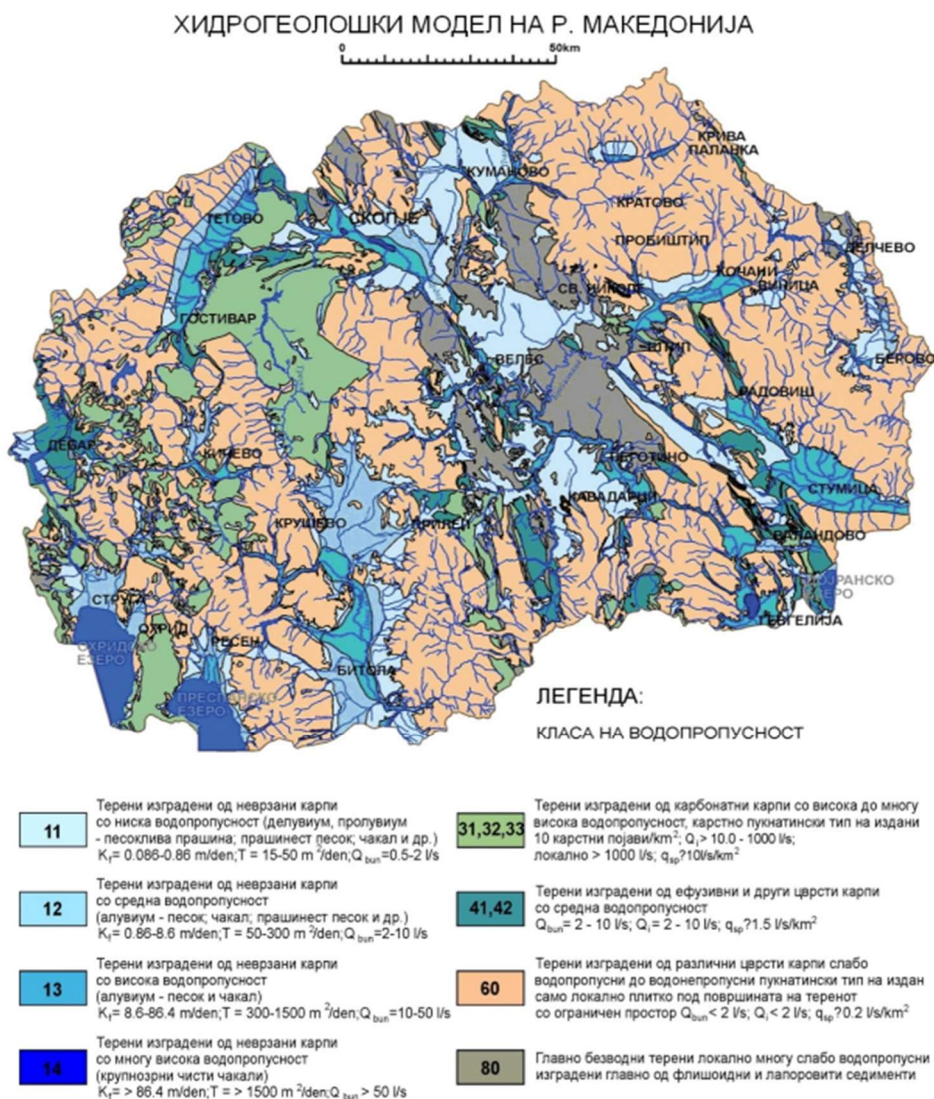 ХИДРОГЕОЛОШКИ МОДЕЛ НА Р. МАКЕДОНИЈА
0 50km
КРИВА
ПАЛАНКА
КУМАНОВО
КРАТОВО
ТЕТОВО
СКОПЈЕ
ПРОБИШТИП
ДЕЛЧЕВО
КОЧАНИ
ВИНИЦА
СВ. НИКОЛЕ
ГОСТИВАР
ШТИП
ВЕЛЕС
БЕРОВО
РАДОВИШ
ДЕБАР
КИЧЕВО
НЕГОТИНО
СТУМИЦА
КАВАДАРЦИ
КРУШЕВО
ПРИЛЕП
ВАЛАНДОВО
ДОЈРАНСКО
ЕЗЕРО
СТРУГА
ГЕВГЕЛИЈА
ОХРИД
РЕСЕН
ОХРИДСКО
ЕЗЕРО
БИТОЛА
ПРЕСПАНСКО
ЕЗЕРО
ЛЕГЕНДА:
КЛАСА НА ВОДОПРОПУСНОСТ
11
Терени изградени од неврзани карпи
со ниска водопропусност (делувиум, пролувиум
- песоклива прашина; прашинест песок; чакал и др.)
Kf= 0.086-0.86 m/den;T = 15-50 m²/den;Q bun=0.5-2 l/s
12
Терени изградени од неврзани карпи
со средна водопропусност
(алувиум - песок; чакал; прашинест песок и др.)
Kf= 0.86-8.6 m/den;T = 50-300 m²/den;Q bun=2-10 l/s
13
Терени изградени од неврзани карпи
со висока водопропусност
(алувиум - песок и чакал)
Kf= 8.6-86.4 m/den;T = 300-1500 m²/den;Q bun=10-50 l/s
14
Терени изградени од неврзани карпи
со многу висока водопропусност
(крупнозрни чисти чакали)
Kf= > 86.4 m/den;T = > 1500 m²/den;Q bun > 50 l/s
31,32,33
Терени изградени од карбонатни карпи со висока до многу
висока водопропусност, карстно пукнатински тип на издани
10 карстни појави/km²; Qi > 10.0 - 1000 l/s;
локално > 1000 l/s; qsp?10l/s/km²
41,42
Терени изградени од ефузивни и други цврсти карпи
со средна водопропусност
Qbun= 2 - 10 l/s; Qi= 2 - 10 l/s; qsp?1.5 l/s/km²
60
Терени изградени од различни цврсти карпи слабо
водопропусни до водонепропусни пукнатински тип на издан
само локално плитко под површината на теренот
со ограничен простор Qbun< 2 l/s; Qi< 2 l/s; qsp?0.2 l/s/km²
80
Главно безводни терени локално многу слабо водопропусни
изградени главно од флишоидни и лапоровити седименти